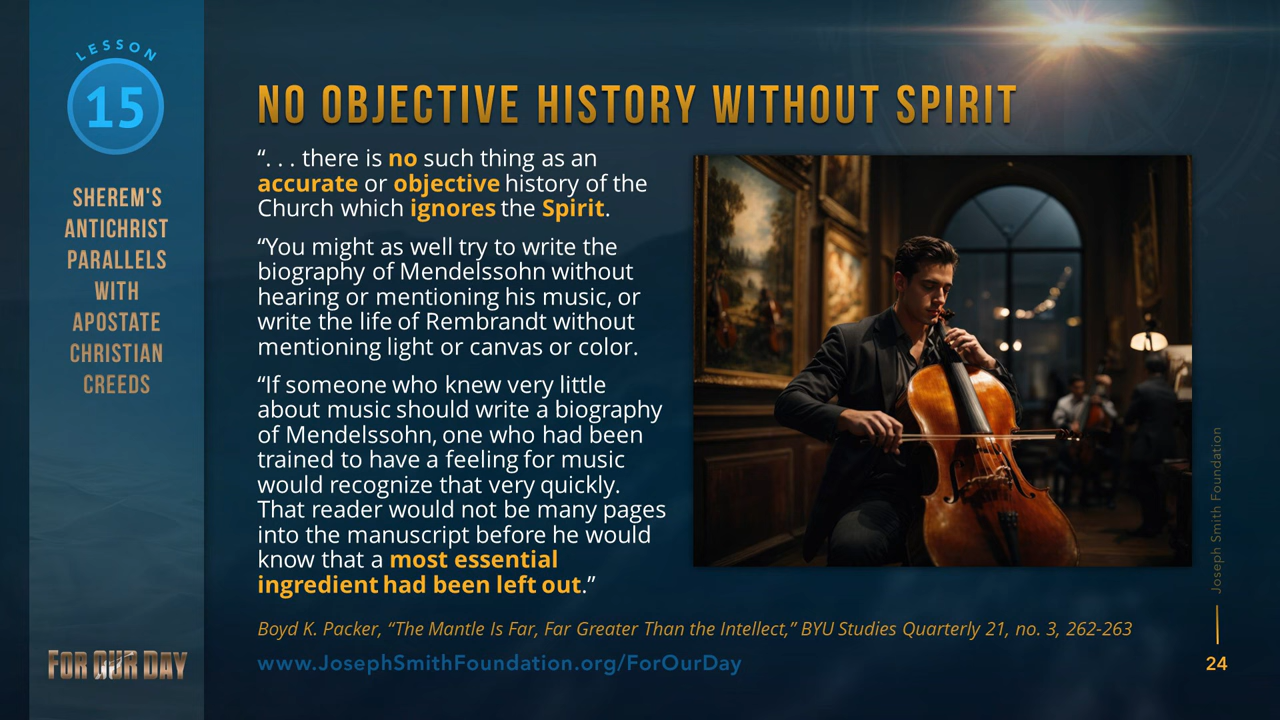 LESSON
15
SHEREM'S
ANTICHRIST
PARALLELS
WITH
APOSTATE
CHRISTIAN
CREEDS
FOR OUR DAY
NO OBJECTIVE HISTORY WITHOUT SPIRIT
“. . . there is no such thing as an
accurate or objective history of the
Church which ignores the Spirit.
“You might as well try to write the
biography of Mendelssohn without
hearing or mentioning his music, or
write the life of Rembrandt without
mentioning light or canvas or color.
“If someone who knew very little
about music should write a biography
of Mendelssohn, one who had been
trained to have a feeling for music
would recognize that very quickly.
That reader would not be many pages
into the manuscript before he would
know that a most essential
ingredient had been left out.”
Boyd K. Packer, “The Mantle Is Far, Far Greater Than the Intellect,” BYU Studies Quarterly 21, no. 3, 262-263
www.JosephSmithFoundation.org/ForOurDay
Joseph Smith Foundation
24